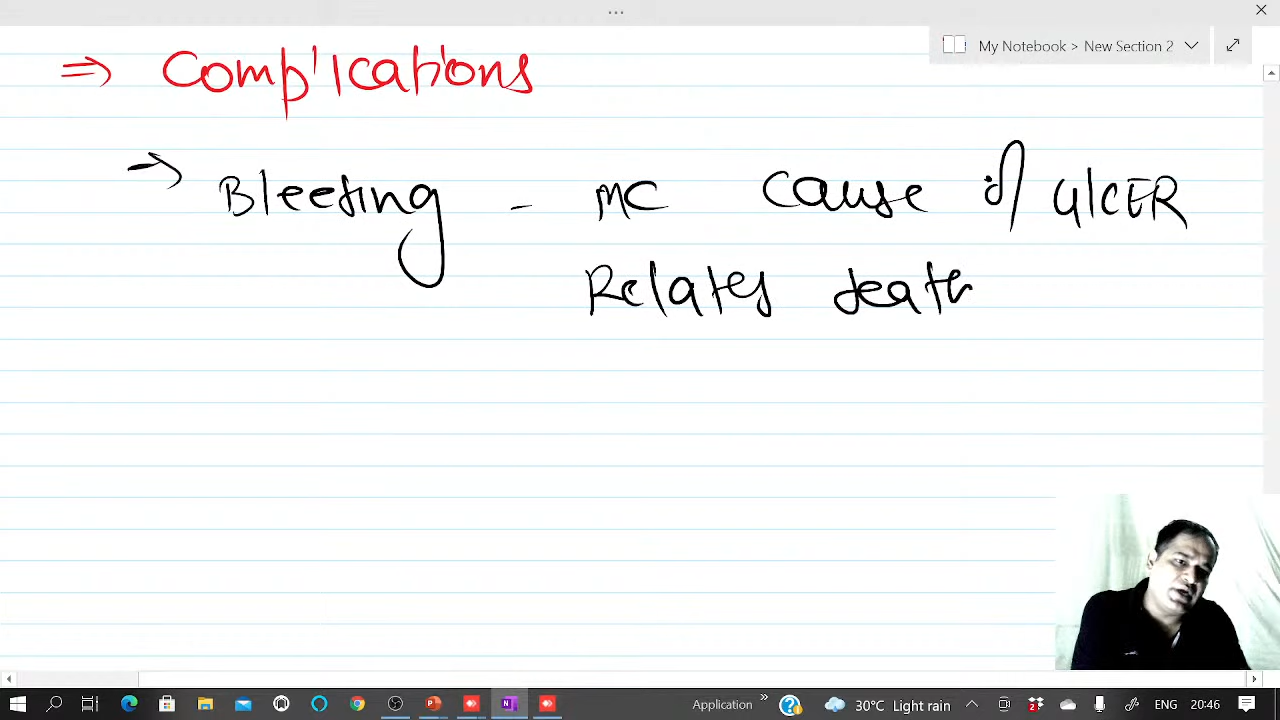 ...
My Notebook > New Section 2
⇒ Complications
→ Bleeding - MC cause of ULCER
Related death
Application
30°C Light rain
ENG
20:46